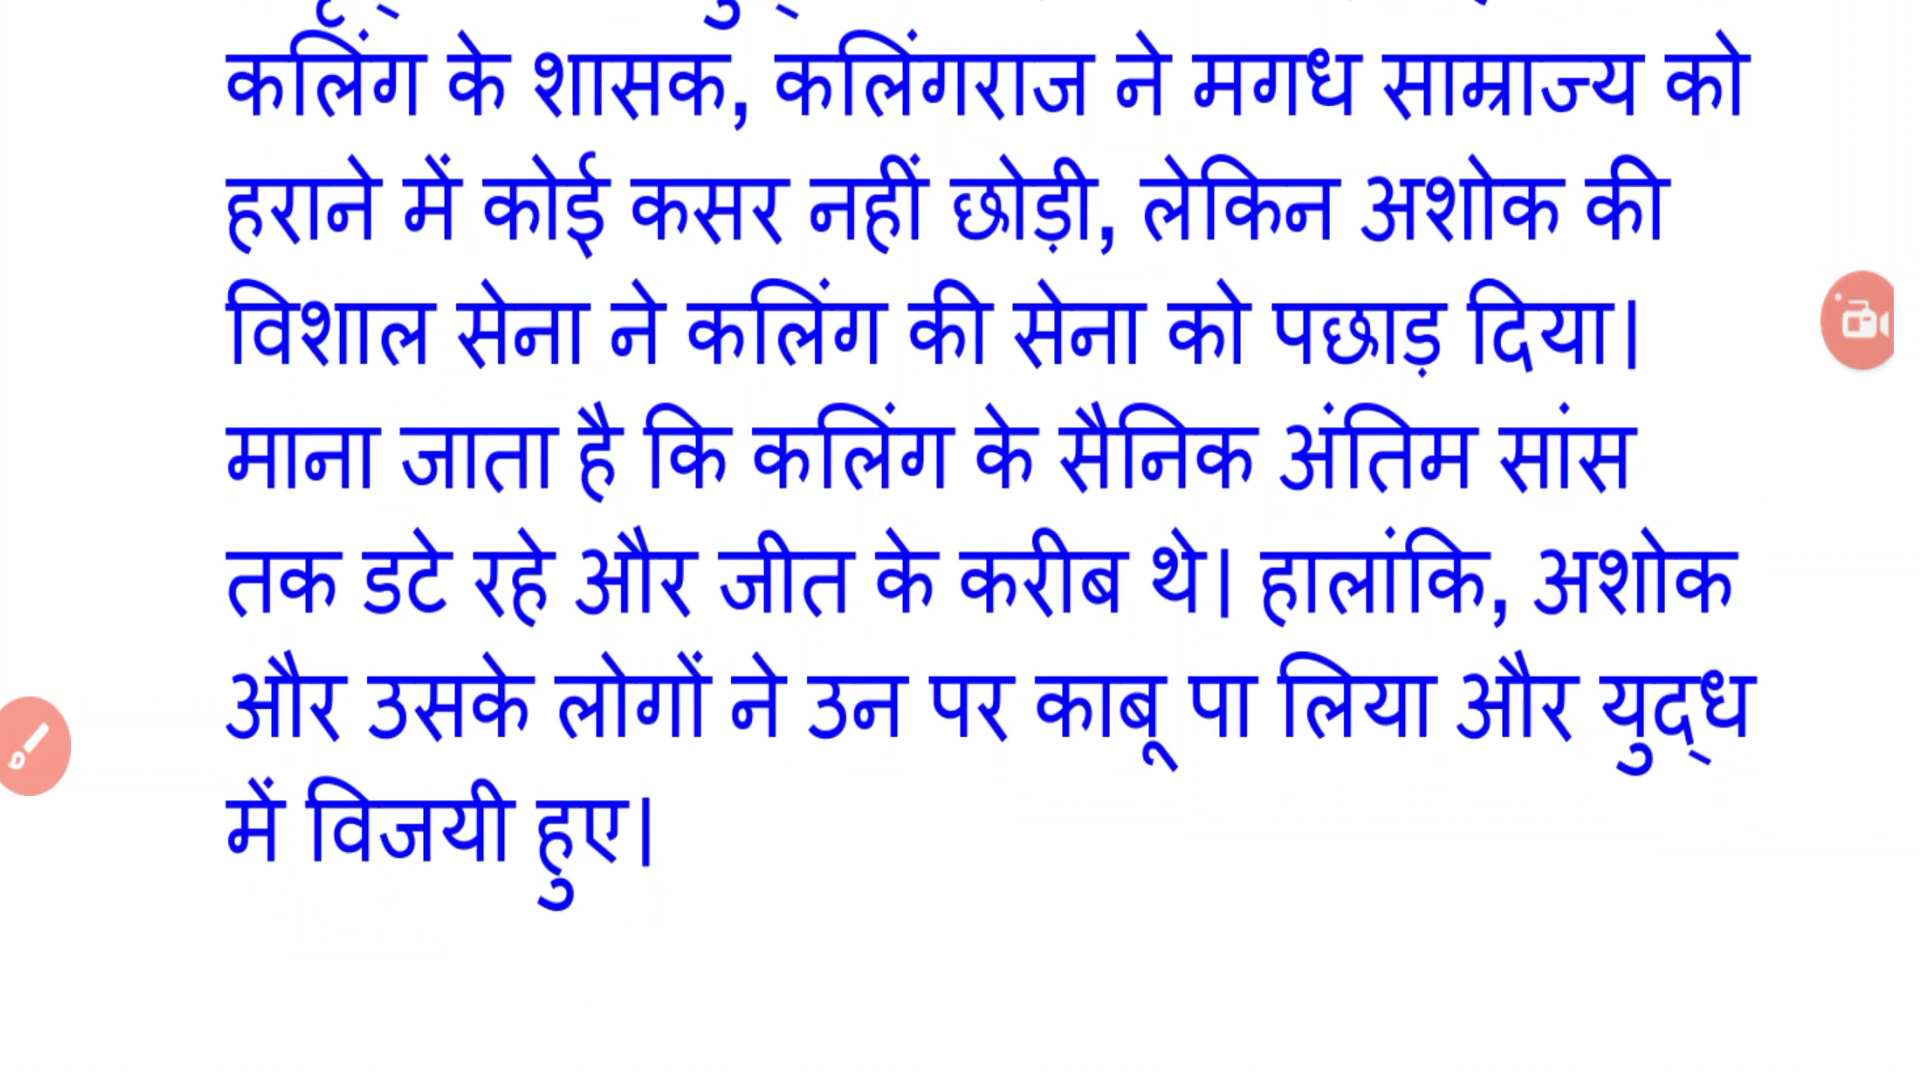 कलिंग के शासक, कलिंगराज ने मगध साम्राज्य को
हराने में कोई कसर नहीं छोड़ी, लेकिन अशोक की
विशाल सेना ने कलिंग की सेना को पछाड़ दिया।
माना जाता है कि कलिंग के सैनिक अंतिम सांस
तक डटे रहे और जीत के करीब थे। हालांकि, अशोक
और उसके लोगों ने उन पर काबू पा लिया और युद्ध
में विजयी हुए।